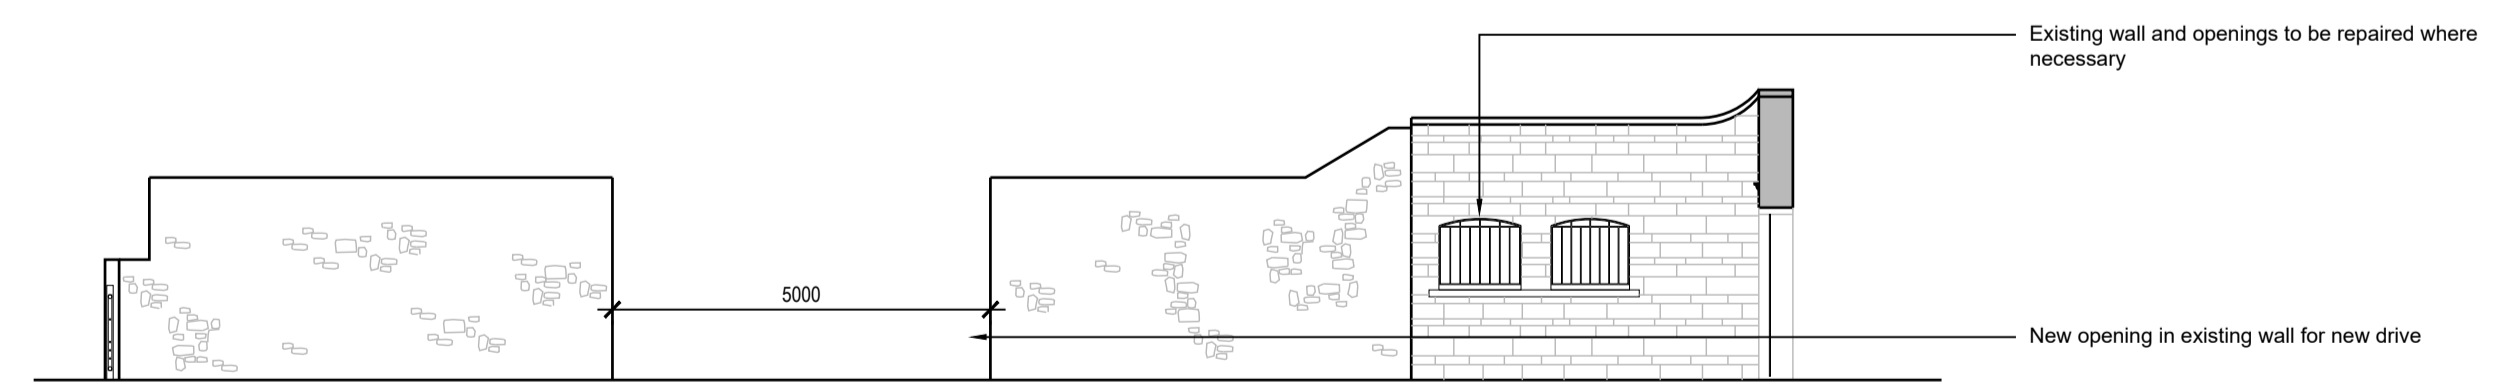 Existing wall and openings to be repaired where
necessary
5000
New opening in existing wall for new drive